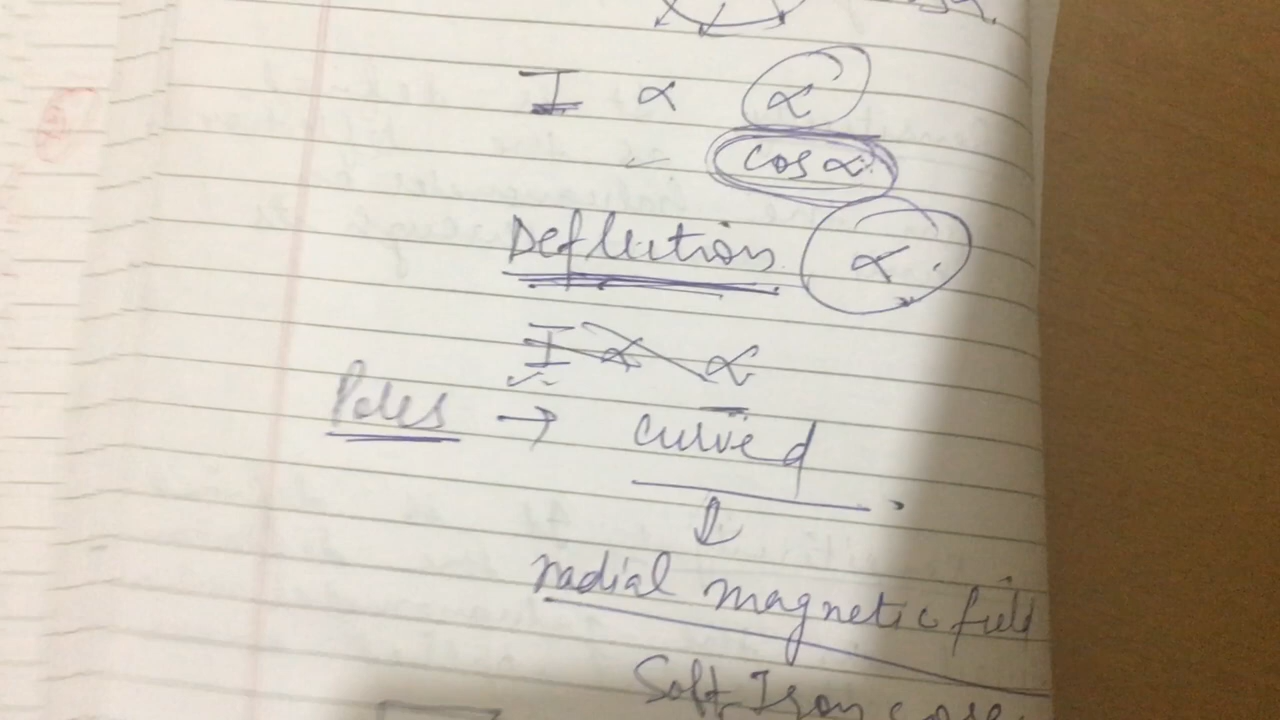 I ∝ α
cos α
Deflection α
I ∝ α
Poles → curved
↓
radial magnetic field
Soft Iron core